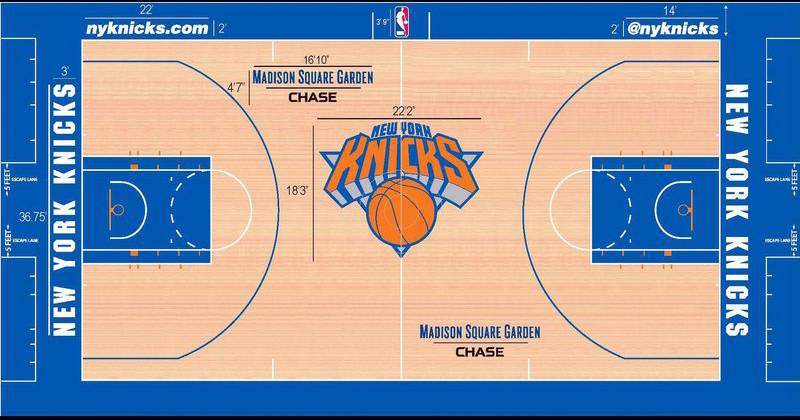 22'
nyknicks.com
2'
3' 9"
14'
2'
@nyknicks
3'
16'10"
4'7"
MADISON SQUARE GARDEN
CHASE
22'2"
NEW YORK
KNICKS
18'3"
NEW YORK KNICKS
NEW YORK KNICKS
5 FEET
ESCAPE LANE
36.75'
ESCAPE LANE
5 FEET
5 FEET
ESCAPE LANE
ESCAPE LANE
5 FEET
MADISON SQUARE GARDEN
CHASE